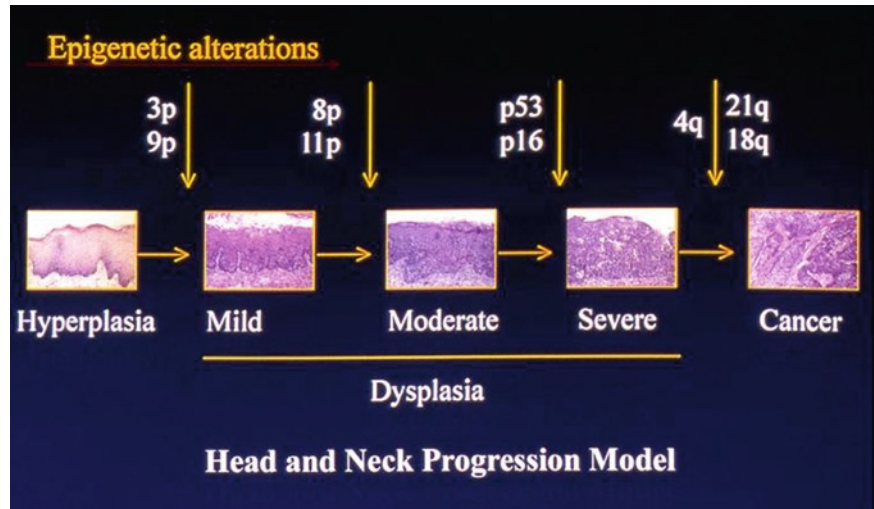 Epigenetic alterations
3p
9p
8p
11p
p53
p16
4q
21q
18q
Hyperplasia
Mild
Moderate
Severe
Cancer
Dysplasia
Head and Neck Progression Model